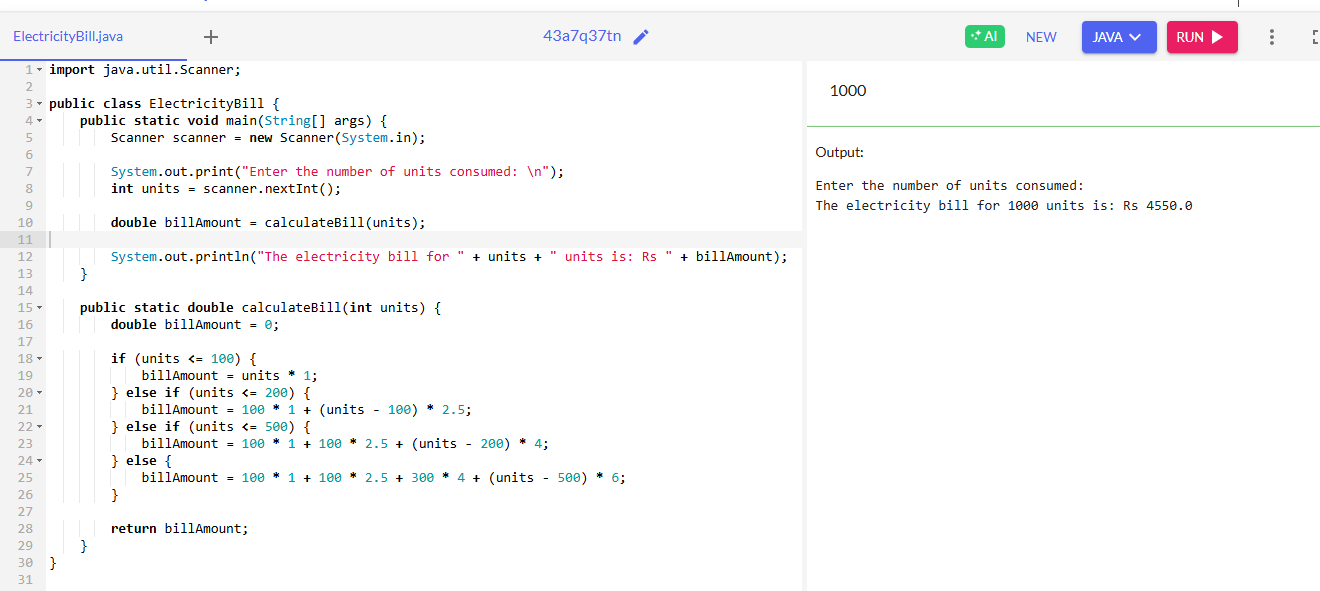 ElectricityBill.java + 43a7q37tn AI NEW JAVA RUN
1 import java.util.Scanner;
2
3 public class ElectricityBill {
4     public static void main(String[] args) {
5         Scanner scanner = new Scanner(System.in);
6
7         System.out.print("Enter the number of units consumed: \n");
8         int units = scanner.nextInt();
9
10         double billAmount = calculateBill(units);
11
12         System.out.println("The electricity bill for " + units + " units is: Rs " + billAmount);
13     }
14
15     public static double calculateBill(int units) {
16         double billAmount = 0;
17
18         if (units <= 100) {
19             billAmount = units * 1;
20         } else if (units <= 200) {
21             billAmount = 100 * 1 + (units - 100) * 2.5;
22         } else if (units <= 500) {
23             billAmount = 100 * 1 + 100 * 2.5 + (units - 200) * 4;
24         } else {
25             billAmount = 100 * 1 + 100 * 2.5 + 300 * 4 + (units - 500) * 6;
26         }
27
28         return billAmount;
29     }
30 }
31
1000
Output:
Enter the number of units consumed:
The electricity bill for 1000 units is: Rs 4550.0